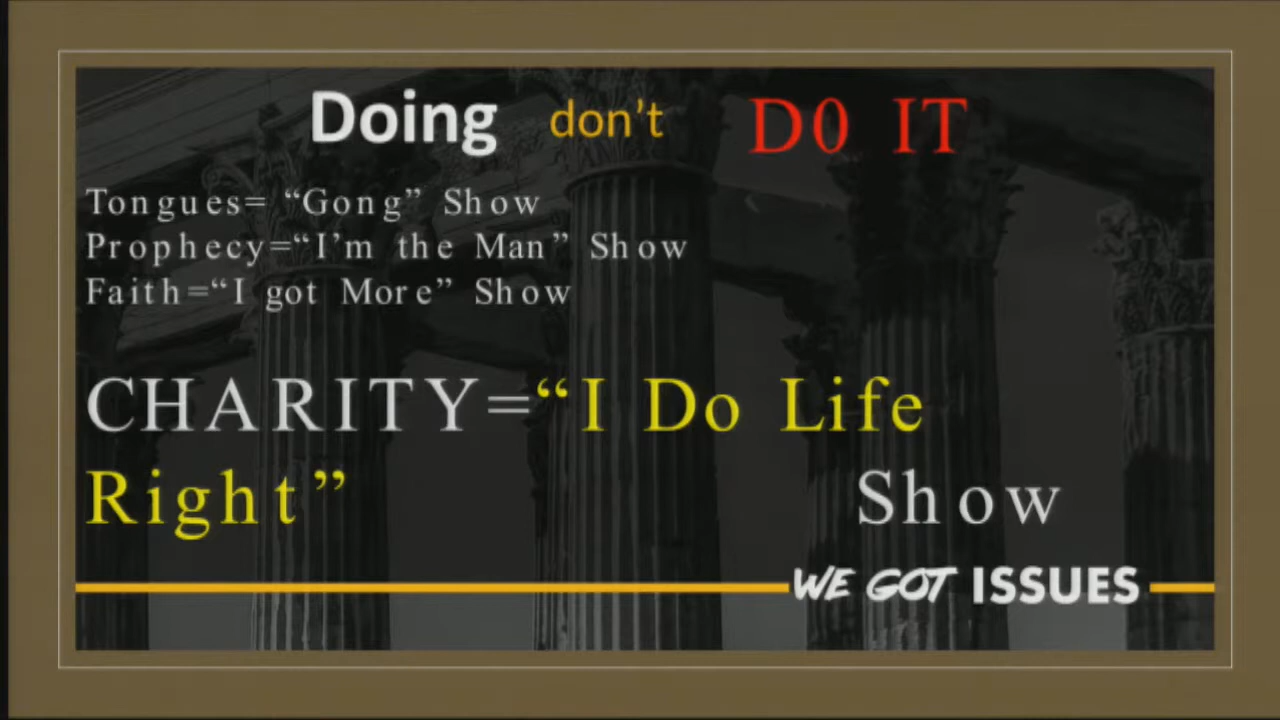 Doing don't D0 IT
Tongues= “Gong” Show
Prophecy=“I’m the Man” Show
Faith=“I got More” Show
CHARITY=“I Do Life
Right” Show
WE GOT ISSUES